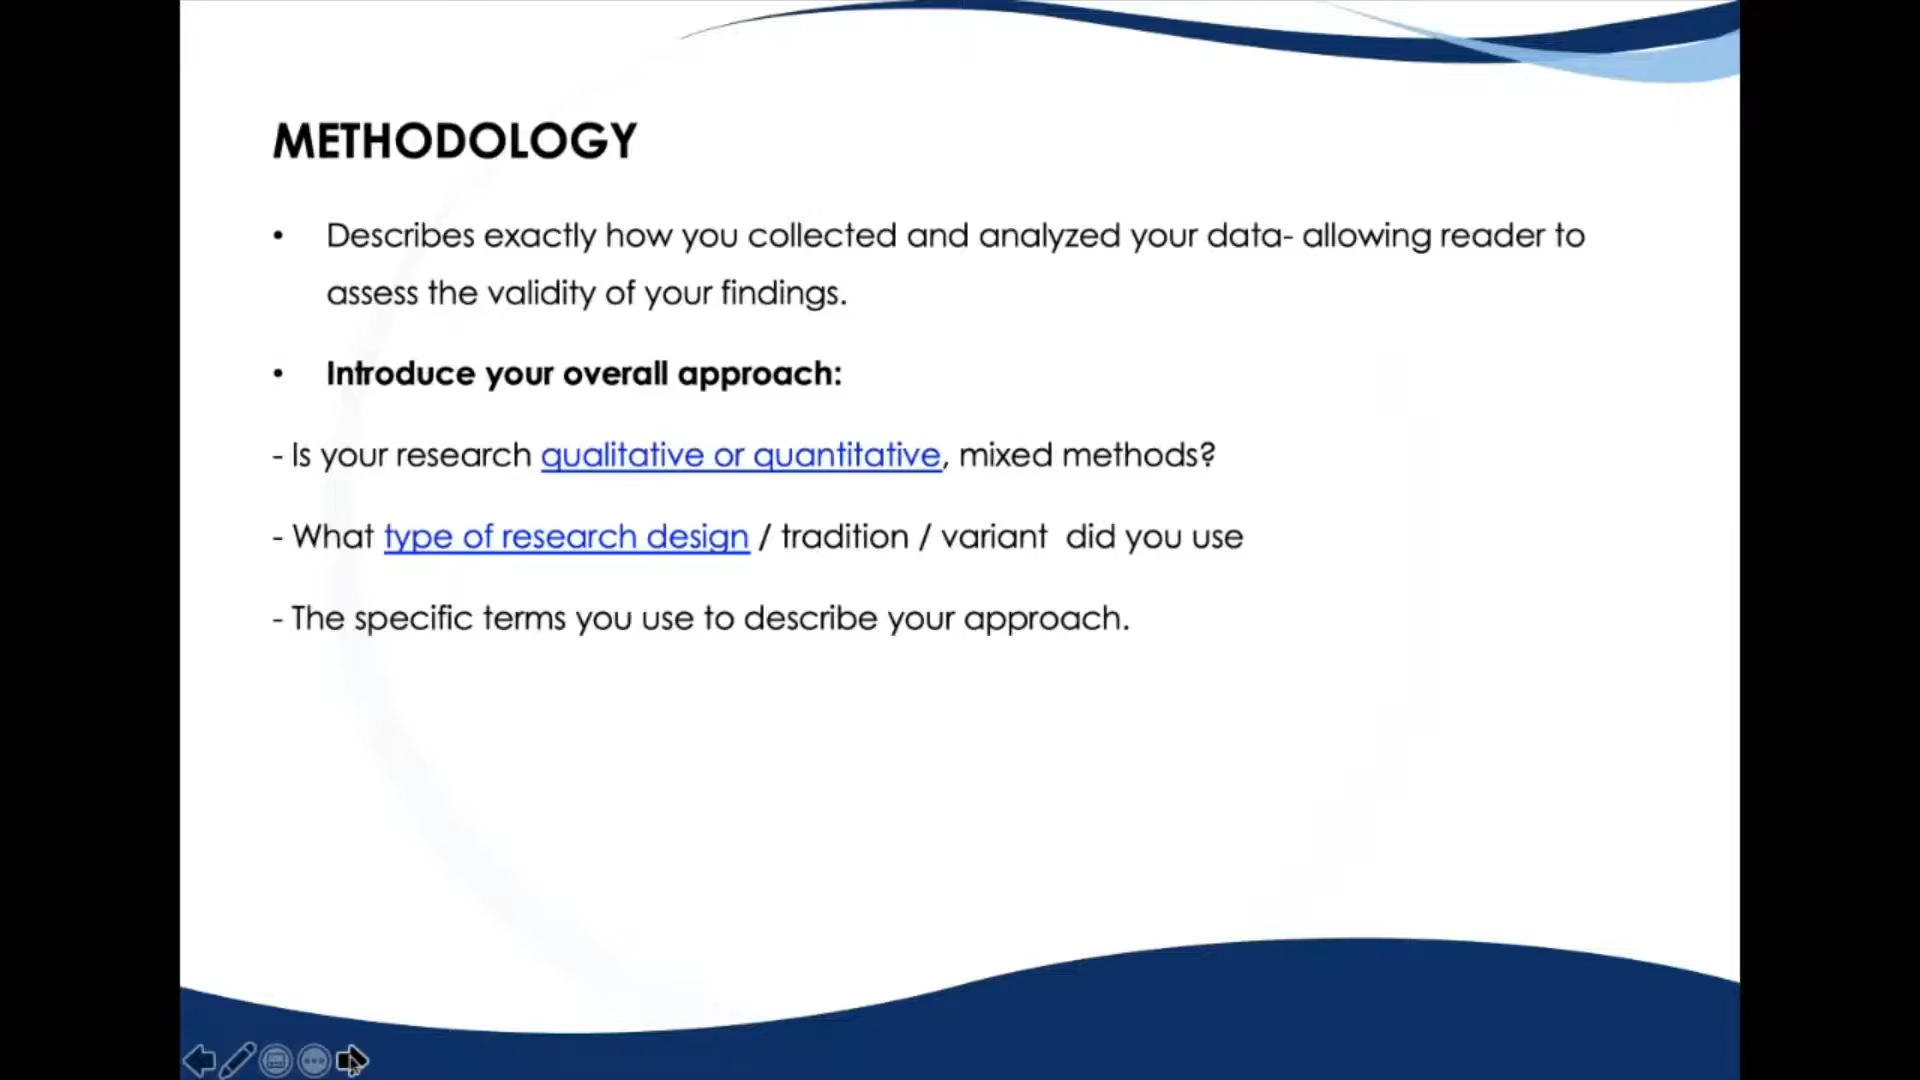 METHODOLOGY
• Describes exactly how you collected and analyzed your data- allowing reader to
assess the validity of your findings.
• Introduce your overall approach:
- Is your research qualitative or quantitative, mixed methods?
- What type of research design / tradition / variant  did you use
- The specific terms you use to describe your approach.